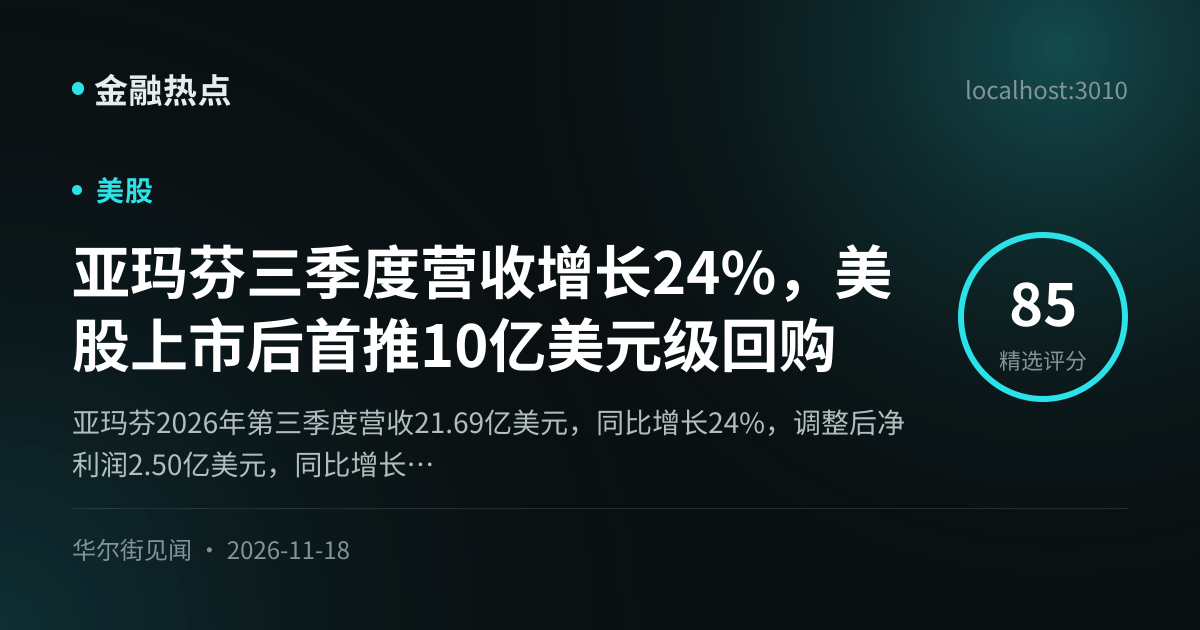 金融热点
localhost:3010
美股
亚玛芬三季度营收增长24%，美
股上市后首推10亿美元级回购
85
精选评分
亚玛芬2026年第三季度营收21.69亿美元，同比增长24%，调整后净
利润2.50亿美元，同比增长…
华尔街见闻 · 2026-11-18